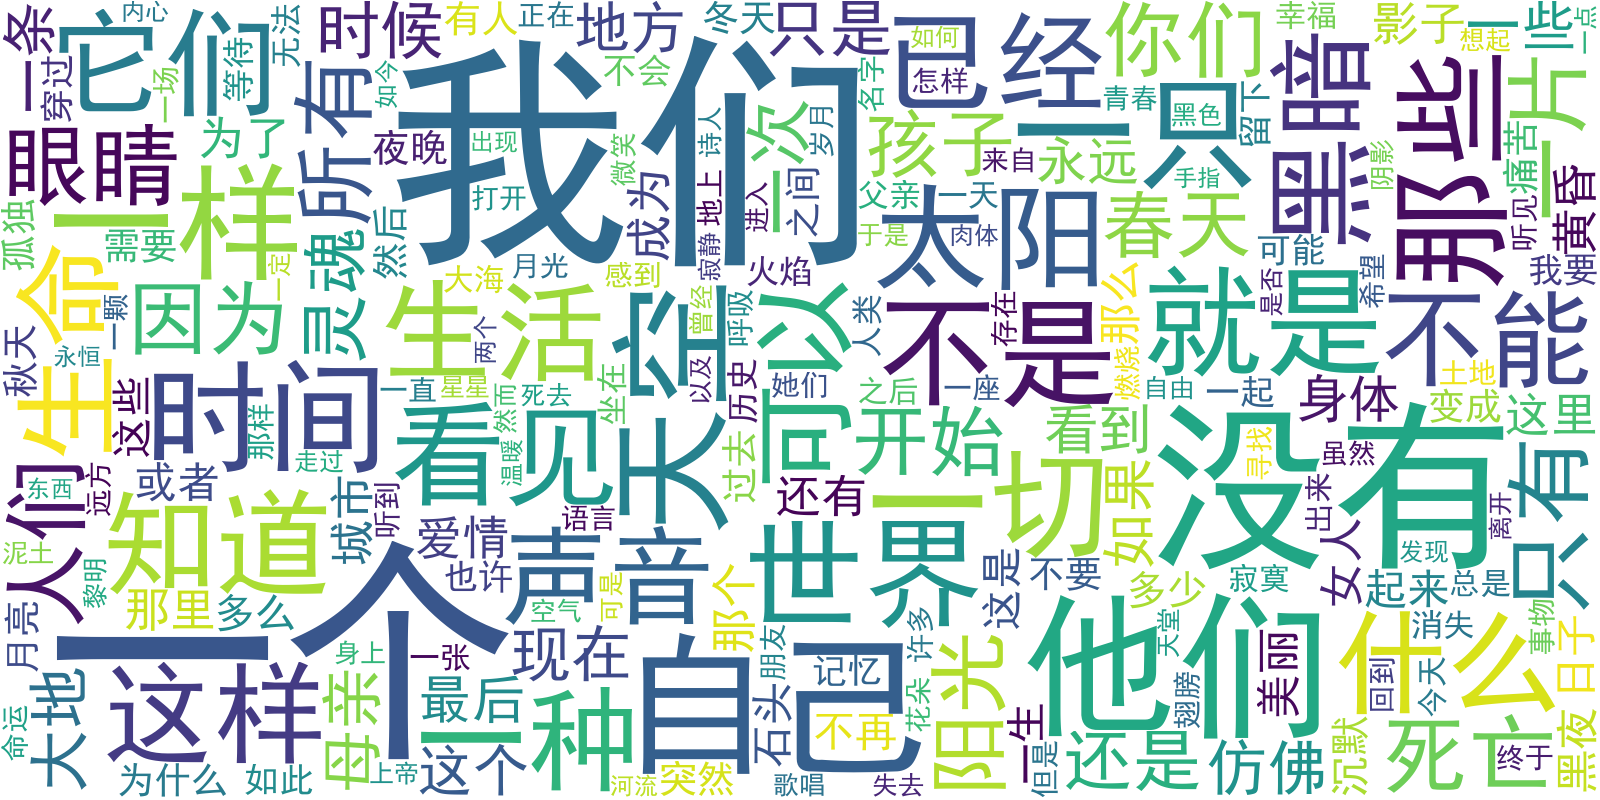 一条
内心
它们
无法
时候
有人
正在
地方
冬天
只是
已经
你们
幸福
影子
一些
一点
想起
如何
穿过
一场
等待
如今
不会
名字
怎样
青春
黑色
留下
黑暗
那些
一片
痛苦
眼睛
为了
所有
夜晚
出现
我们
微笑
诗人
一次
岁月
孩子
来自
永远
一只
手指
阴影
听见
黄昏
孤独
需要
一样
灵魂
然后
打开
成为
地上
寂静
进入
之间
父亲
一天
于是
肉体
太阳
春天
可能
是否
希望
我要
生命
一定
因为
一颗
大海
月光
感到
火焰
曾经
呼吸
可以
人类
不是
存在
那么
燃烧
就是
不能
秋天
永恒
这些
时间
那样
走过
一直
星星
两个
生活
然而
死去
坐在
天空
以及
她们
历史
过去
之后
一座
开始
看到
自由
一起
寻找
身体
虽然
土地
变成
这里
人们
东西
远方
知道
或者
城市
听到
看见
温暖
语言
还有
一切
如果
没有
出来
离开
只有
泥土
黎明
那里
多么
爱情
也许
声音
空气
可是
世界
那个
这是
不要
多少
寂寞
女人
发现
起来
总是
月亮
大地
命运
这样
一个
身上
母亲
一张
最后
现在
一种
自己
朋友
石头
记忆
不再
许多
花朵
阳光
一生
他们
天堂
翅膀
美丽
什么
回到
今天
消失
事物
日子
为什么
如此
上帝
这个
河流
突然
歌唱
失去
但是
还是
仿佛
沉默
死亡
终于
黑夜